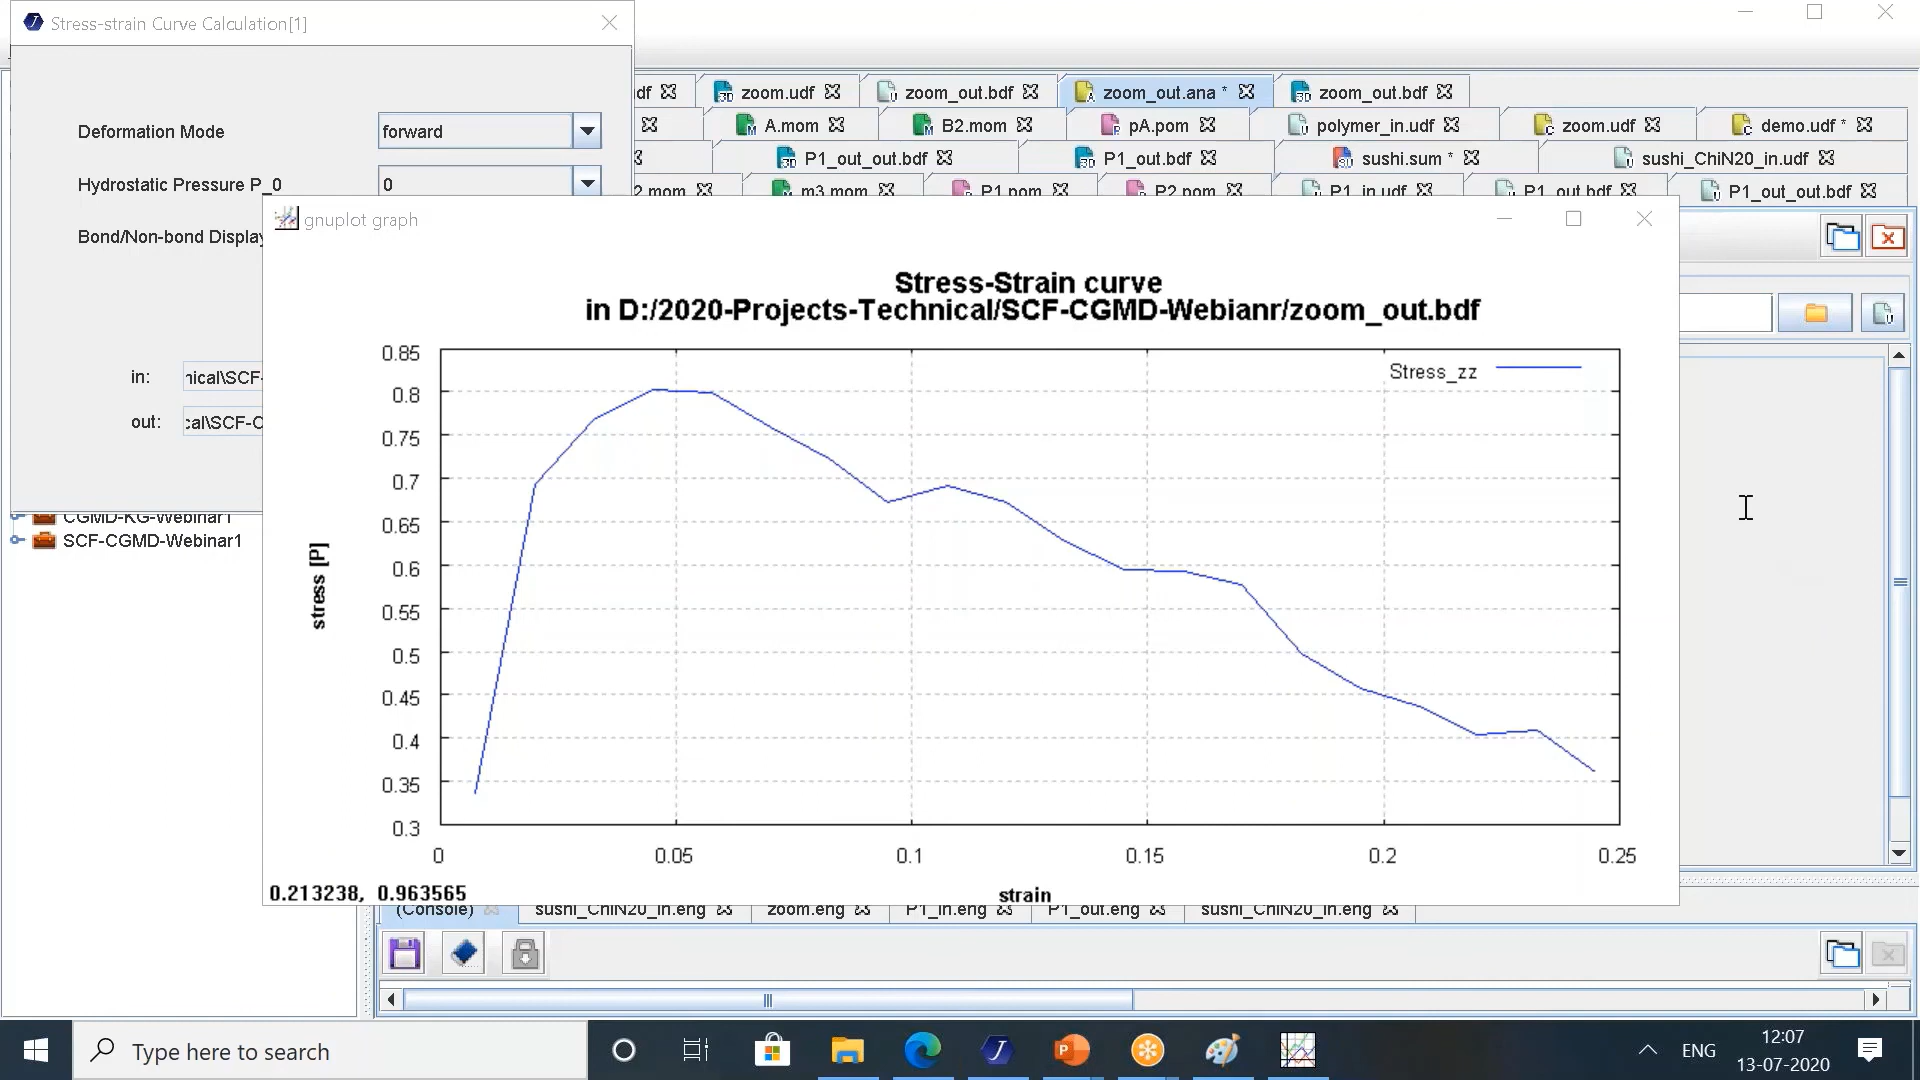 Stress-strain Curve Calculation[1]
Deformation Mode
forward
Hydrostatic Pressure P_0
0
Bond/Non-bond Display
in:
out:
CGMD-KG-Webinar1
SCF-CGMD-Webinar1
zoom.udf
zoom_out.bdf
zoom_out.ana *
zoom_out.bdf
A.mom
B2.mom
pA.pom
polymer_in.udf
zoom.udf
demo.udf *
P1_out_out.bdf
P1_out.bdf
sushi.sum *
sushi_ChiN20_in.udf
m3.mom
P1.pom
P2.pom
P1_in.udf
P1_out.bdf
P1_out_out.bdf
gnuplot graph
Stress-Strain curve
in D:/2020-Projects-Technical/SCF-CGMD-Webianr/zoom_out.bdf
Stress_zz
0.85
0.8
0.75
0.7
0.65
0.6
0.55
0.5
0.45
0.4
0.35
0.3
stress [P]
0
0.05
0.1
0.15
0.2
0.25
strain
0.213238, 0.963565
(Console)
sushi_ChiN20_in.eng
zoom.eng
P1_in.eng
P1_out.eng
sushi_ChiN20_in.eng
Type here to search
ENG
12:07
13-07-2020